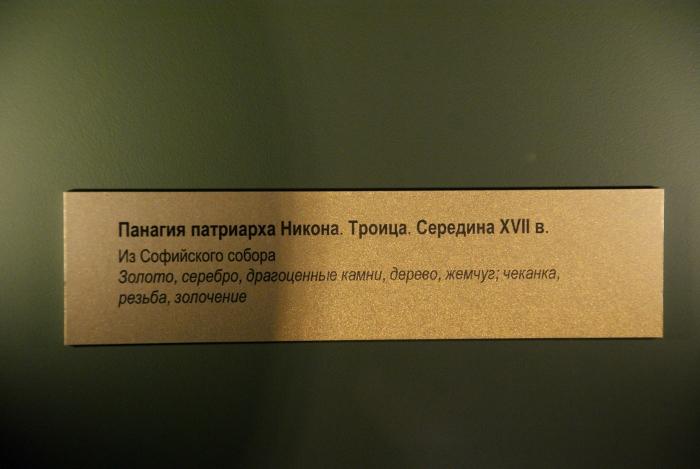 Панагия патриарха Никона. Троица. Середина XVII в.
Из Софийского собора
Золото, серебро, драгоценные камни, дерево, жемчуг; чеканка,
резьба, золочение